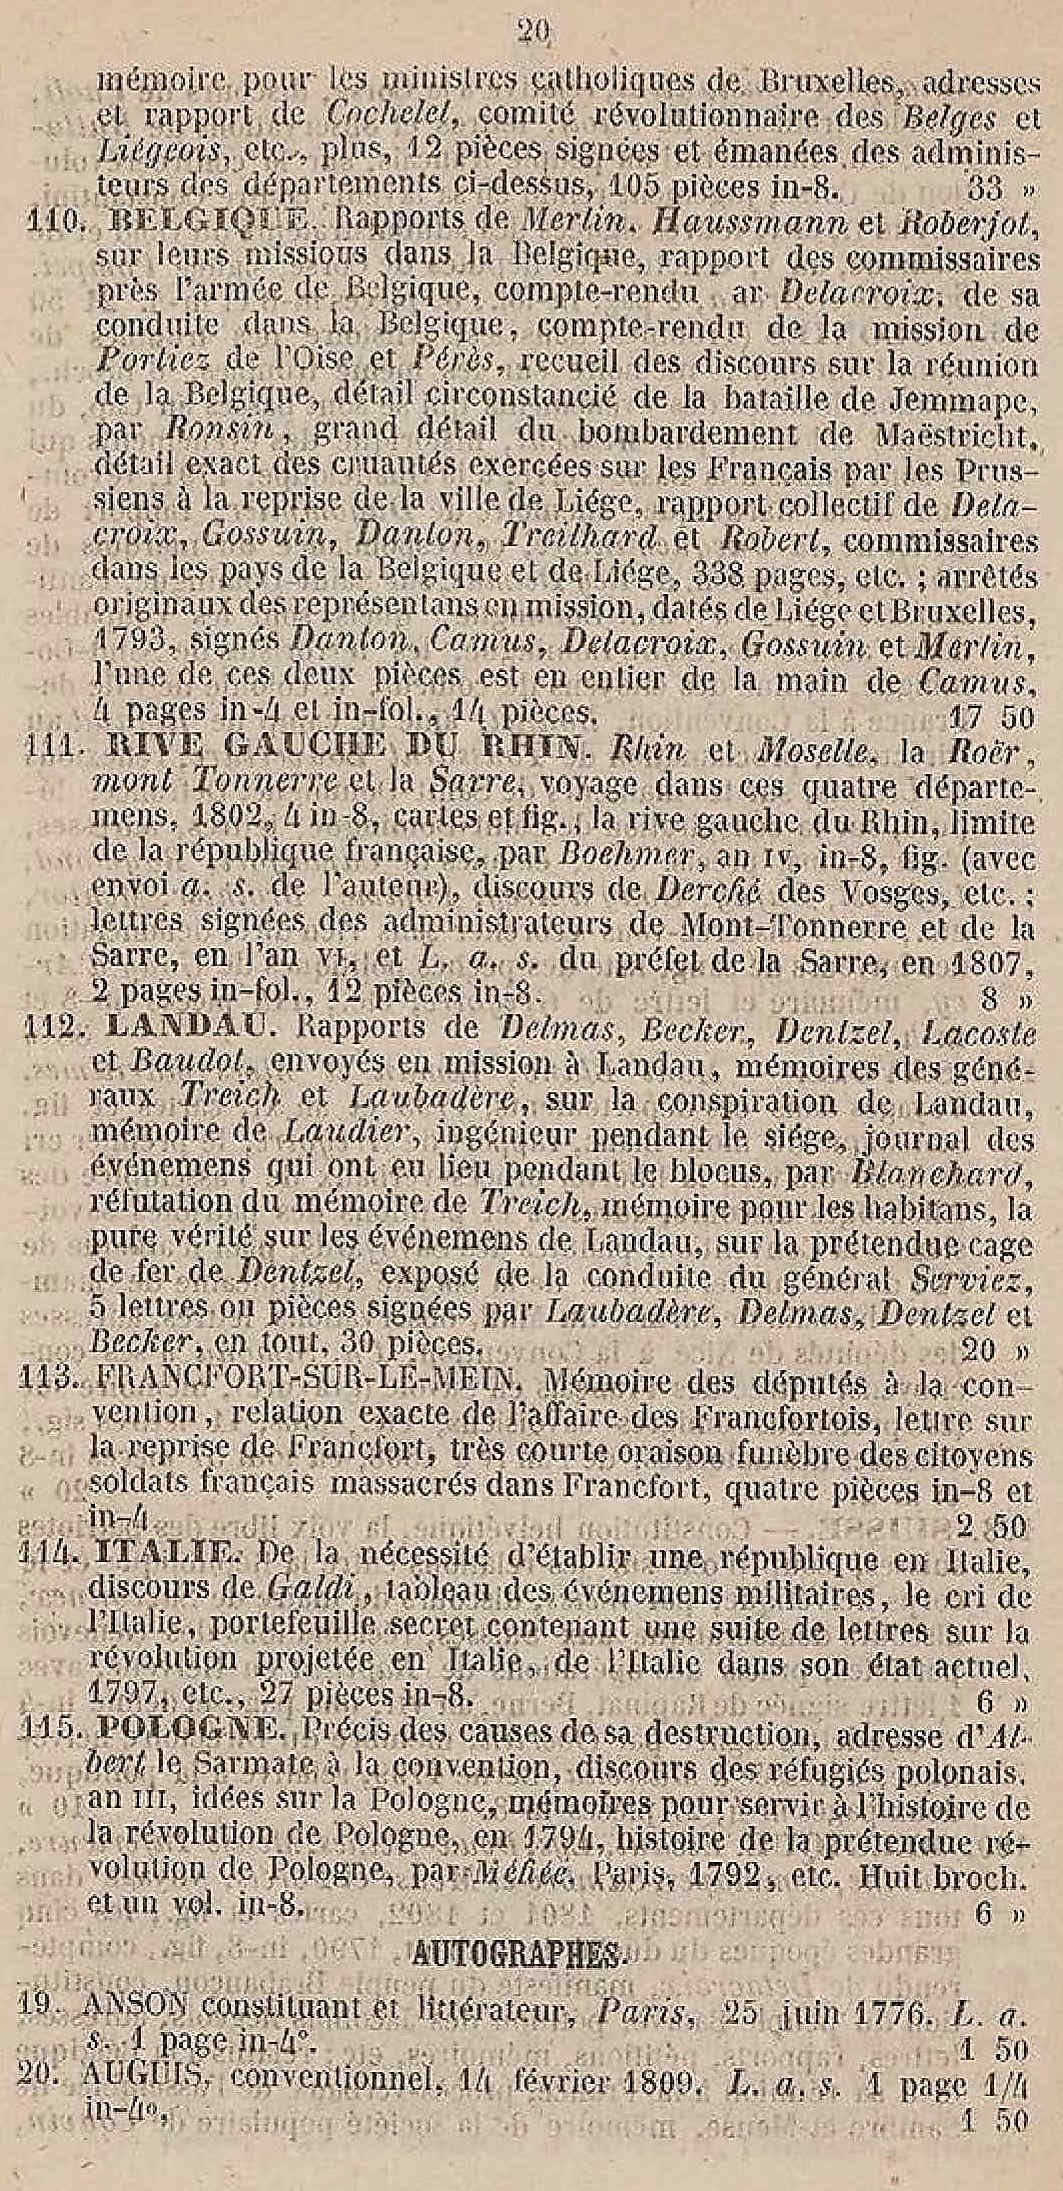 20
mémoire pour les ministres catholiques de Bruxelles, adresses
et rapport de Cochelet, comité révolutionnaire des Belges et
Liégeois, etc., plus, 12 pièces signées et émanées des adminis-
teurs des départements ci-dessus, 105 pièces in-8. 33 »
110. BELGIQUE. Rapports de Merlin, Haussmann et Roberjot,
sur leurs missions dans la Belgique, rapport des commissaires
près l'armée de Belgique, compte-rendu ar Delacroix, de sa
conduite dans la Belgique, compte-rendu de la mission de
Portiez de l'Oise et Pérès, recueil des discours sur la réunion
de la Belgique, détail circonstancié de la bataille de Jemmape,
par Ronsin, grand détail du bombardement de Maëstricht,
détail exact des cruautés exercées sur les Français par les Prus-
siens à la reprise de la ville de Liége, rapport collectif de Dela-
croix, Gossuin, Danton, Treilhard et Robert, commissaires
dans les pays de la Belgique et de Liége, 338 pages, etc. ; arrêtés
originaux des représentans en mission, datés de Liége et Bruxelles,
1793, signés Danton, Camus, Delacroix, Gossuin et Merlin,
l'une de ces deux pièces est en entier de la main de Camus,
4 pages in-4 et in-fol., 14 pièces. 17 50
111. RIVE GAUCHE DU RHIN. Rhin et Moselle, la Roër,
mont Tonnerre et la Sarre, voyage dans ces quatre départe-
mens, 1802, 4 in-8, cartes et fig., la rive gauche du Rhin, limite
de la république française, par Boehmer, an IV, in-8, fig. (avec
envoi a. s. de l'auteur), discours de Derché des Vosges, etc. ;
lettres signées des administrateurs de Mont-Tonnerre et de la
Sarre, en l'an VI, et L. a. s. du préfet de la Sarre, en 1807,
2 pages in-fol., 12 pièces in-8. 8 »
112. LANDAU. Rapports de Delmas, Becker, Dentzel, Lacoste
et Baudot, envoyés en mission à Landau, mémoires des géné-
raux Treich et Laubadère, sur la conspiration de Landau,
mémoire de Laudier, ingénieur pendant le siége, journal des
événemens qui ont eu lieu pendant le blocus, par Blanchard,
réfutation du mémoire de Treich, mémoire pour les habitans, la
pure vérité sur les événemens de Landau, sur la prétendue cage
de fer de Dentzel, exposé de la conduite du général Serviez,
5 lettres ou pièces signées par Laubadère, Delmas, Dentzel et
Becker, en tout, 30 pièces. 20 »
113. FRANCFORT-SUR-LE-MEIN. Mémoire des députés à la con-
vention, relation exacte de l'affaire des Francfortois, lettre sur
la reprise de Francfort, très courte oraison funèbre des citoyens
soldats français massacrés dans Francfort, quatre pièces in-8 et
in-4 2 50
114. ITALIE. De la nécessité d'établir une république en Italie,
discours de Galdi, tableau des événemens militaires, le cri de
l'Italie, portefeuille secret contenant une suite de lettres sur la
révolution projetée en Italie, de l'Italie dans son état actuel,
1797, etc., 27 pièces in-8. 6 »
115. POLOGNE. Précis des causes de sa destruction, adresse d'Al-
bert le Sarmate à la convention, discours des réfugiés polonais,
an III, idées sur la Pologne, mémoires pour servir à l'histoire de
la révolution de Pologne, en 1794, histoire de la prétendue ré-
volution de Pologne, par Méhée, Paris, 1792, etc. Huit broch.
et un vol. in-8. 6 »
AUTOGRAPHES.
19. ANSON constituant et littérateur, Paris, 25 juin 1776. L. a.
s. 1 page in-4°. 1 50
20. AUGUIS, conventionnel, 14 février 1809. L. a. s. 1 page 1/4
in-4°, 1 50